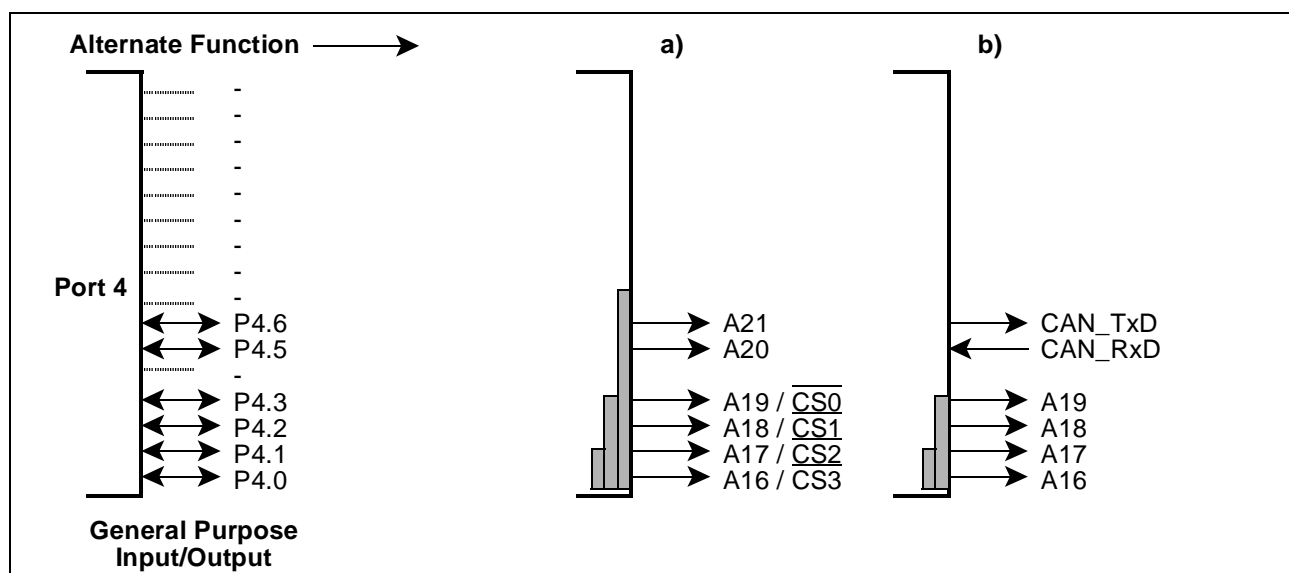 Alternate Function a) b)
-
-
-
-
-
-
-
-
Port 4
-
P4.6 A21 CAN_TxD
P4.5 A20 CAN_RxD
-
P4.3 A19 / CS0 A19
P4.2 A18 / CS1 A18
P4.1 A17 / CS2 A17
P4.0 A16 / CS3 A16
General Purpose
Input/Output